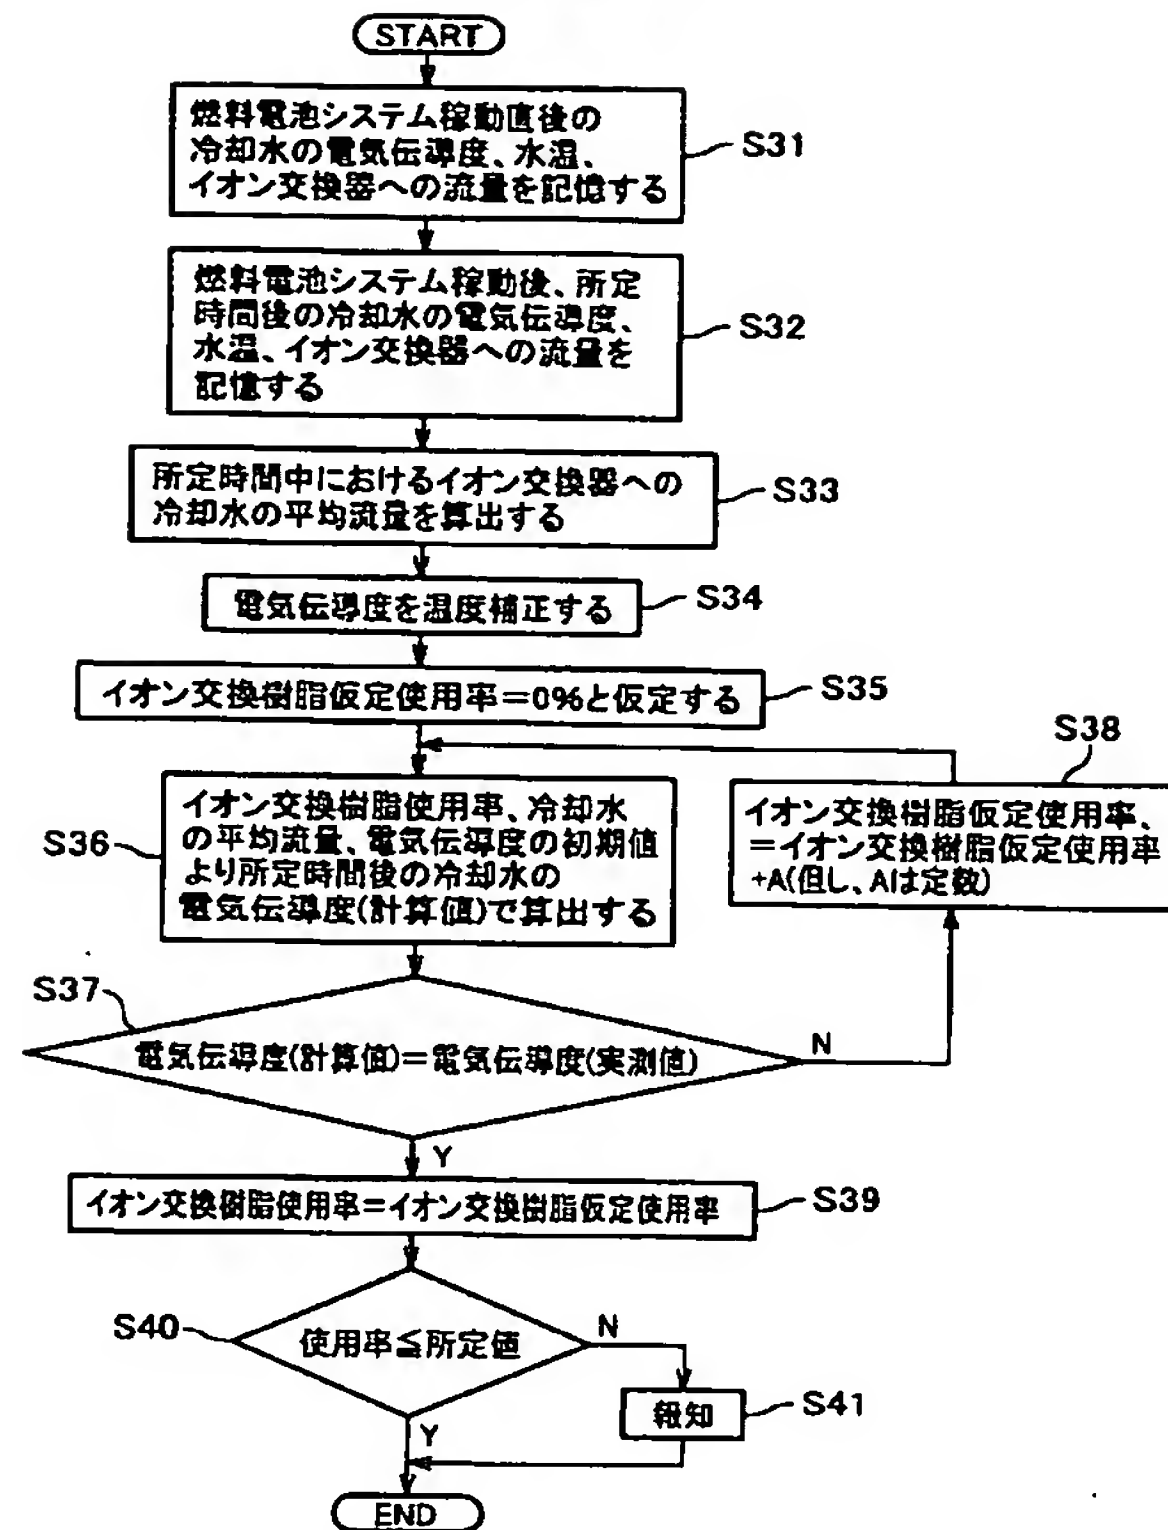 START
燃料電池システム稼動直後の
冷却水の電気伝導度、水温、
イオン交換器への流量を記憶する
S31
燃料電池システム稼動後、所定
時間後の冷却水の電気伝導度、
水温、イオン交換器への流量を
記憶する
S32
所定時間中におけるイオン交換器への
冷却水の平均流量を算出する
S33
電気伝導度を温度補正する
S34
イオン交換樹脂仮定使用率=0%と仮定する
S35
S36
イオン交換樹脂使用率、冷却水
の平均流量、電気伝導度の初期値
より所定時間後の冷却水の
電気伝導度(計算値)で算出する
S38
イオン交換樹脂仮定使用率、
=イオン交換樹脂仮定使用率
+A(但し、Aは定数)
S37
電気伝導度(計算値)=電気伝導度(実測値)
N
Y
イオン交換樹脂使用率=イオン交換樹脂仮定使用率
S39
S40
使用率≦所定値
N
報知
S41
Y
END